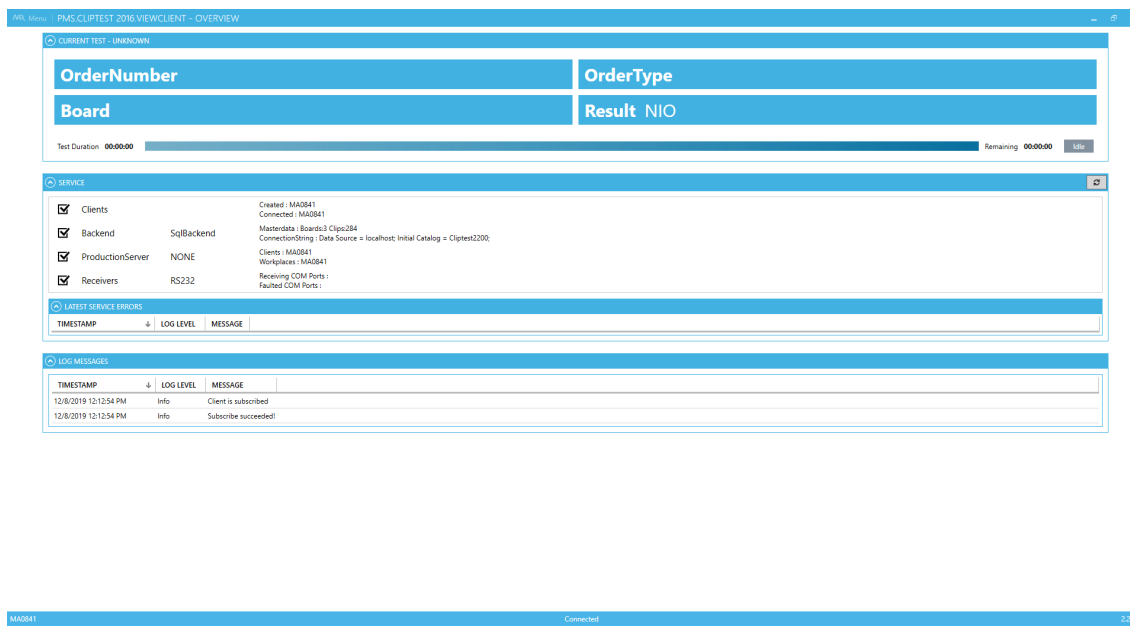 Menu PMS.CLIPTEST 2016.VIEWCLIENT - OVERVIEW
CURRENT TEST - UNKNOWN
OrderNumber OrderType
Board Result NIO
Test Duration 00:00:00 Remaining 00:00:00 Idle
SERVICE
Clients Created : MA0841
Connected : MA0841
Backend SqlBackend Masterdata : Boards:3 Clips:284
ConnectionString : Data Source = localhost; Initial Catalog = Cliptest2200;
ProductionServer NONE Clients : MA0841
Workplaces : MA0841
Receivers RS232 Receiving COM Ports :
Faulted COM Ports :
LATEST SERVICE ERRORS
TIMESTAMP LOG LEVEL MESSAGE
LOG MESSAGES
TIMESTAMP LOG LEVEL MESSAGE
12/8/2019 12:12:54 PM Info Client is subscribed
12/8/2019 12:12:54 PM Info Subscribe succeeded!
MA0841 Connected